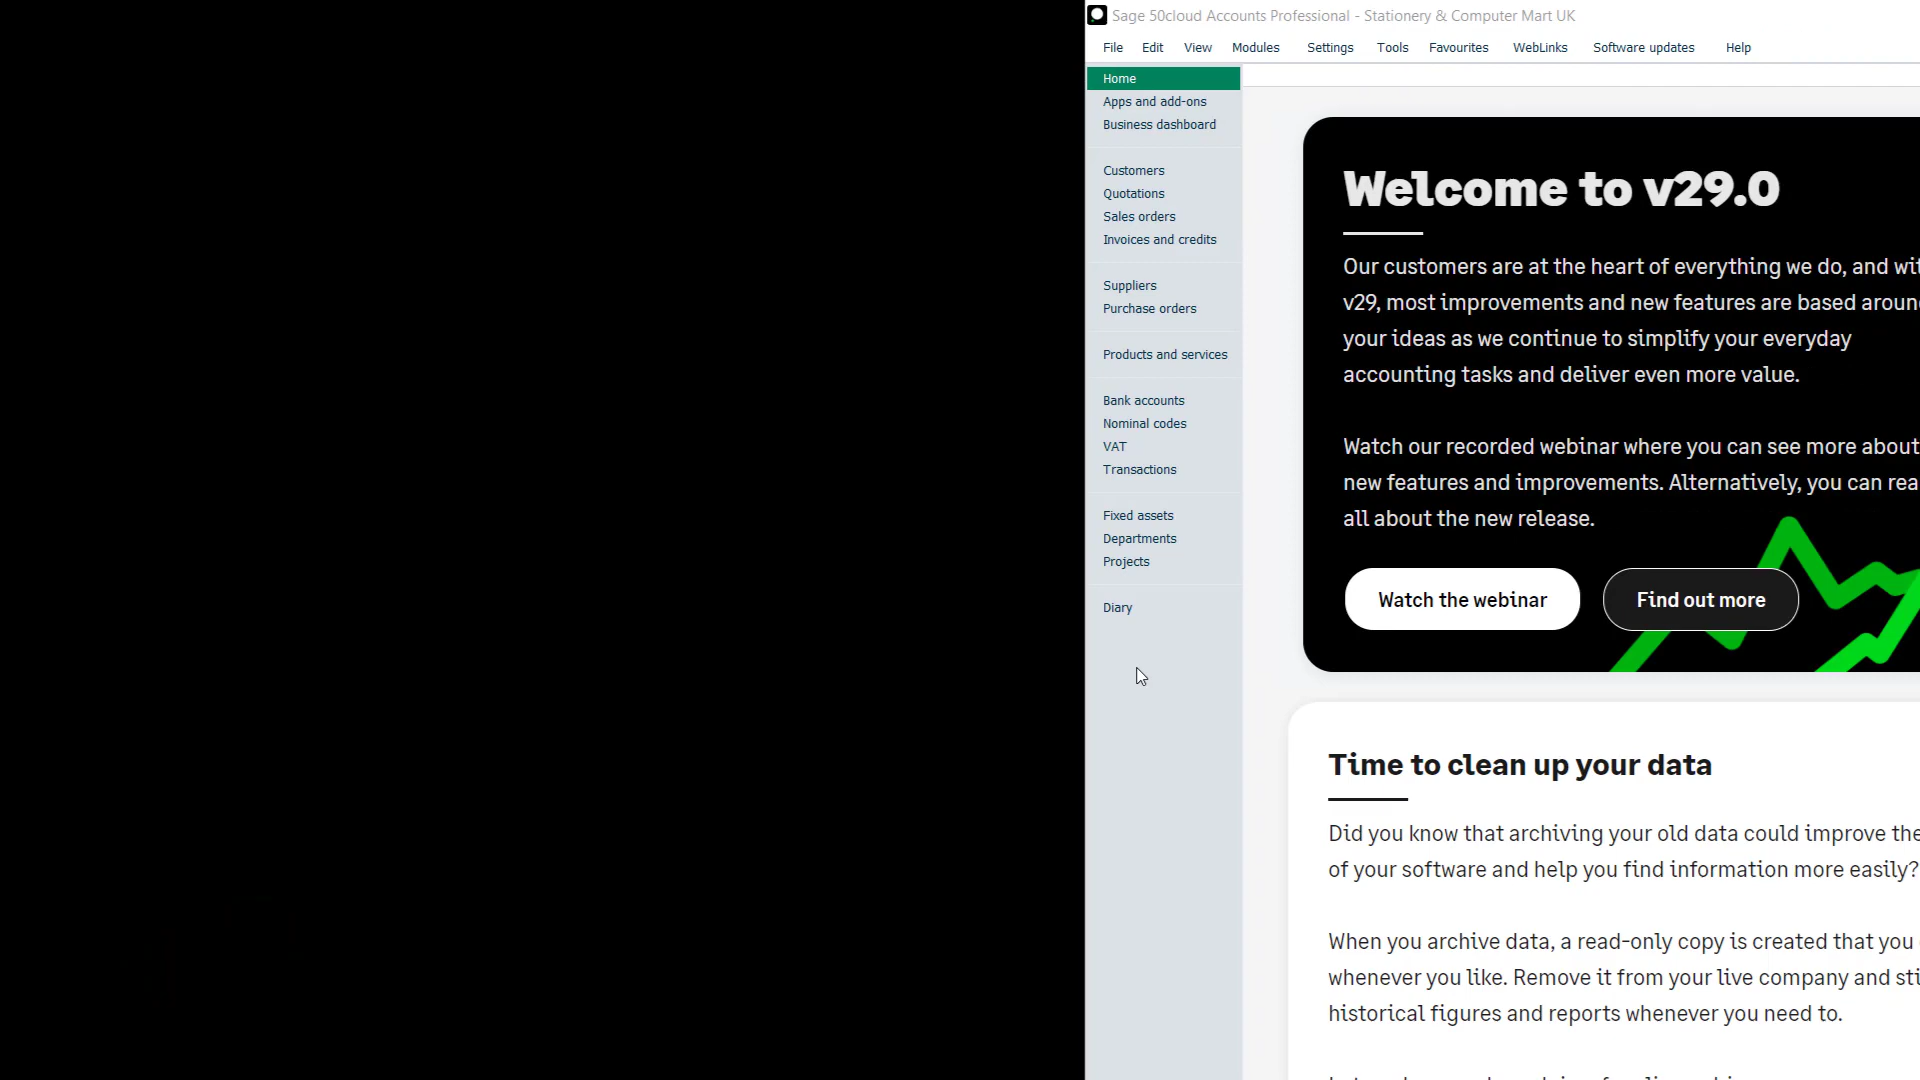 Sage 50cloud Accounts Professional - Stationery & Computer Mart UK
File Edit View Modules Settings Tools Favourites WebLinks Software updates Help
Home
Apps and add-ons
Business dashboard
Customers
Quotations
Sales orders
Invoices and credits
Suppliers
Purchase orders
Products and services
Bank accounts
Nominal codes
VAT
Transactions
Fixed assets
Departments
Projects
Diary
Welcome to v29.0
Our customers are at the heart of everything we do, and
v29, most improvements and new features are based
your ideas as we continue to simplify your everyday
accounting tasks and deliver even more value.
Watch our recorded webinar where you can see more about
new features and improvements. Alternatively, you can
all about the new release.
Watch the webinar
Find out more
Time to clean up your data
Did you know that archiving your old data could improve the
of your software and help you find information more easily?
When you archive data, a read-only copy is created that you
whenever you like. Remove it from your live company and
historical figures and reports whenever you need to.